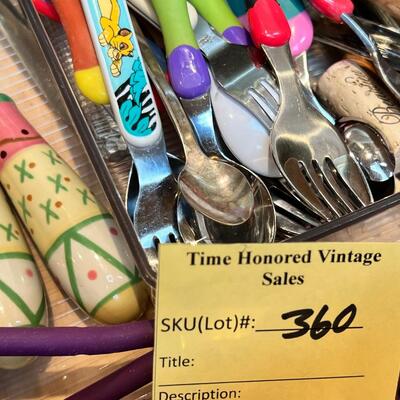 Time Honored Vintage
Sales
SKU(Lot)#: 360
Title:
Description: